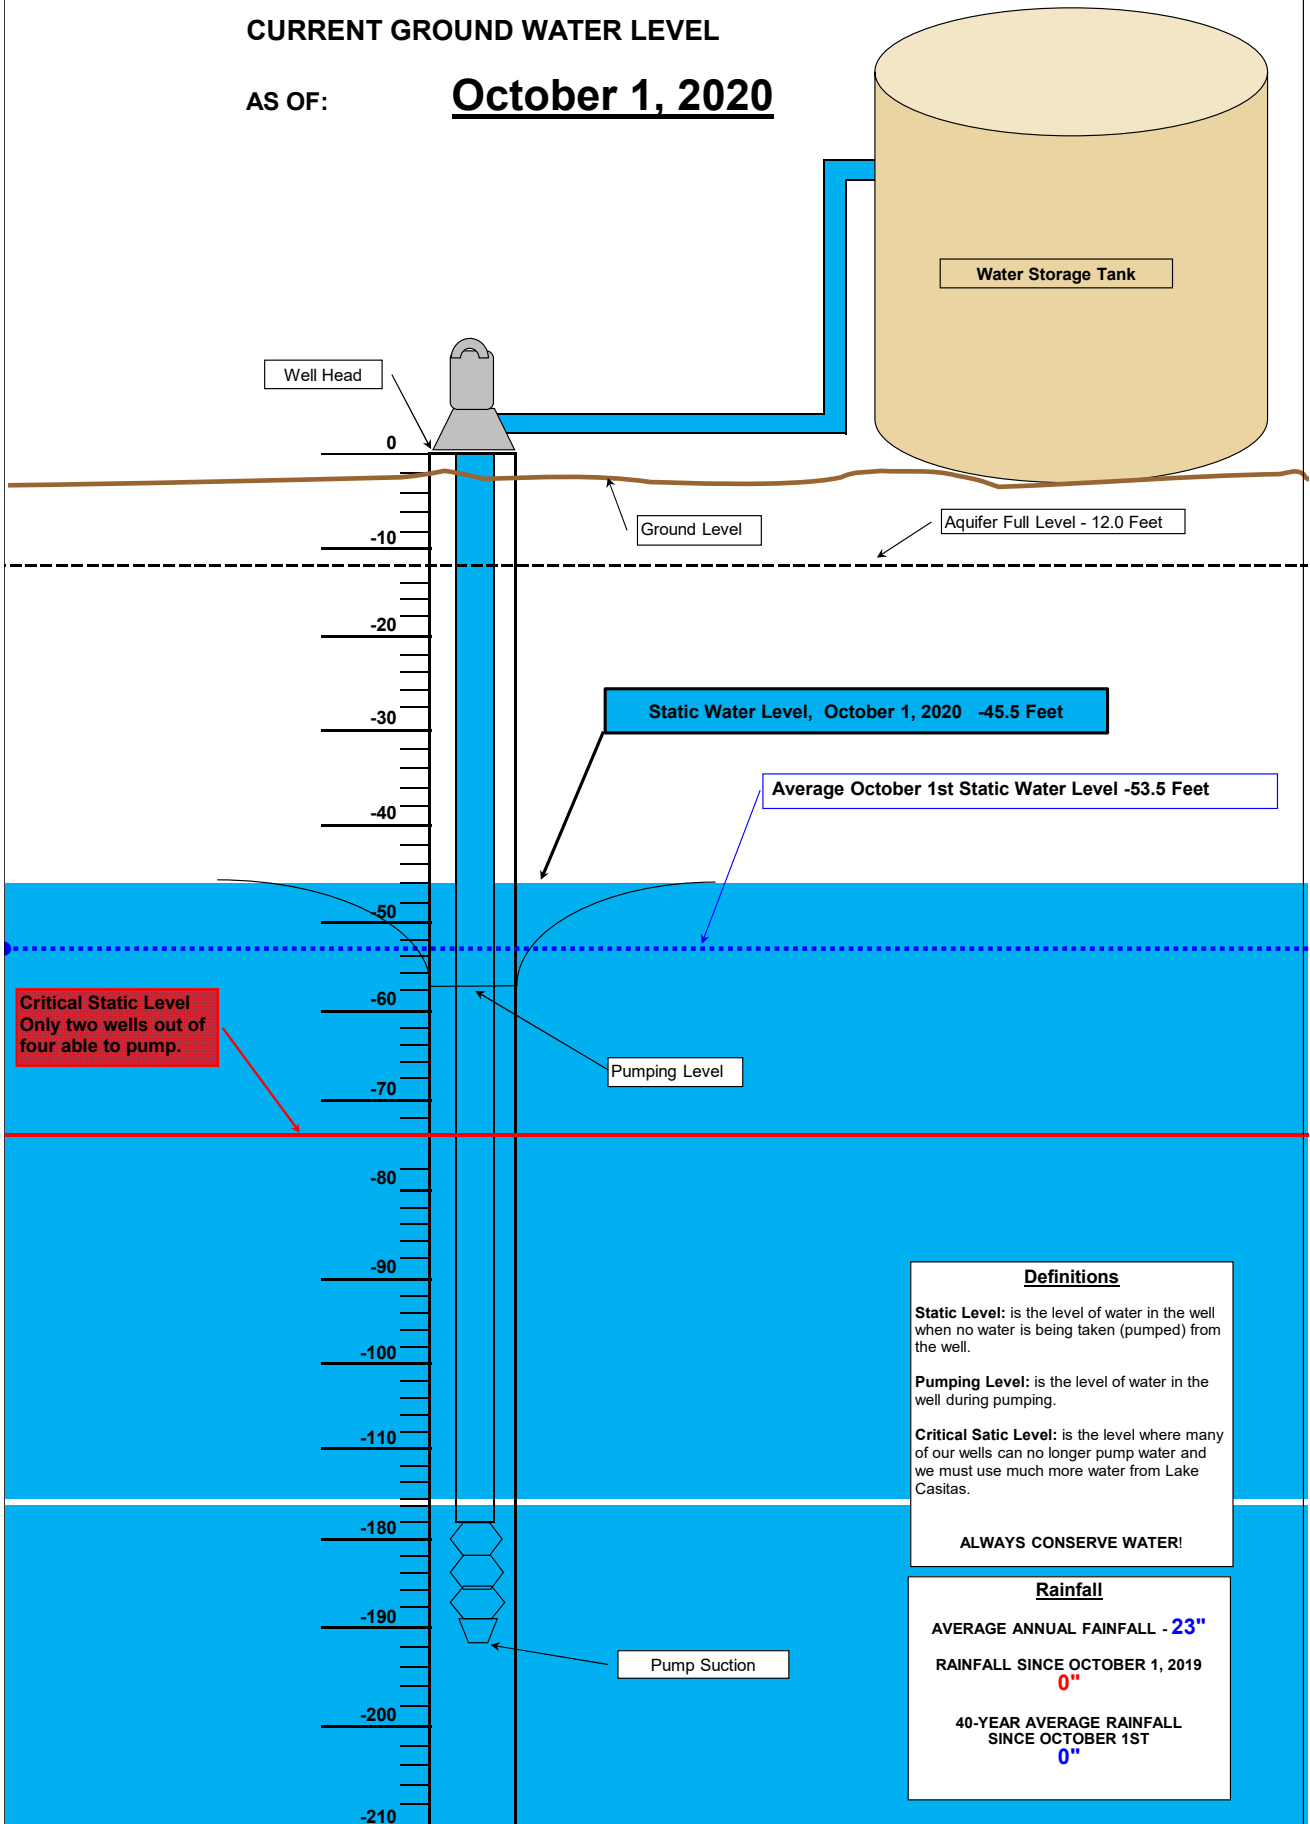 CURRENT GROUND WATER LEVEL
AS OF: October 1, 2020
Water Storage Tank
Well Head
0
Ground Level
Aquifer Full Level - 12.0 Feet
-10
-20
-30
Static Water Level, October 1, 2020 -45.5 Feet
Average October 1st Static Water Level -53.5 Feet
-40
-50
Critical Static Level
Only two wells out of
four able to pump.
-60
Pumping Level
-70
-80
-90
-100
-110
Definitions
Static Level: is the level of water in the well
when no water is being taken (pumped) from
the well.
Pumping Level: is the level of water in the
well during pumping.
Critical Satic Level: is the level where many
of our wells can no longer pump water and
we must use much more water from Lake
Casitas.
ALWAYS CONSERVE WATER!
-180
-190
Pump Suction
-200
-210
Rainfall
AVERAGE ANNUAL FAINFALL - 23"
RAINFALL SINCE OCTOBER 1, 2019
0"
40-YEAR AVERAGE RAINFALL
SINCE OCTOBER 1ST
0"